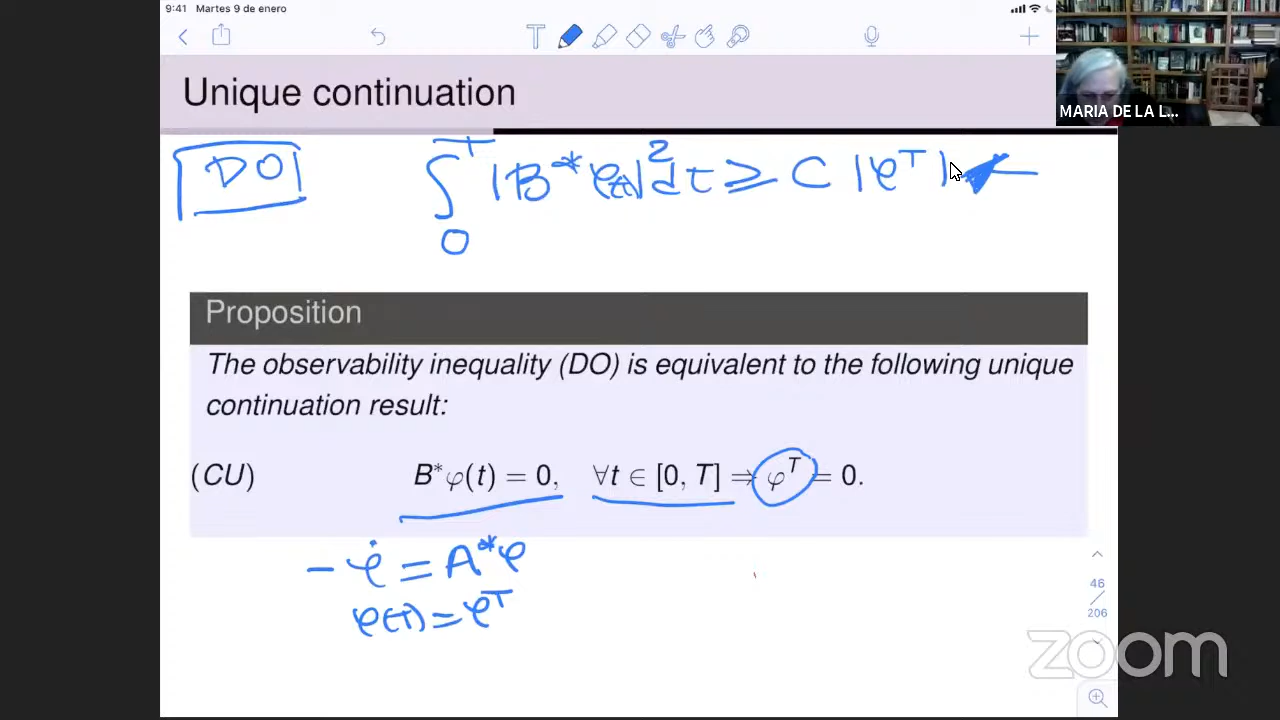 9:41 Martes 9 de enero
MARIA DE LA L...
Unique continuation
DO ∫₀ᵀ |B*φ(t)|² dt ≥ C |φᵀ|
Proposition
The observability inequality (DO) is equivalent to the following unique
continuation result:
(CU) B*φ(t) = 0, ∀t ∈ [0, T] ⇒ φᵀ = 0.
-φ̇ = A*φ
φ(T) = φᵀ
46
/
206
zoom